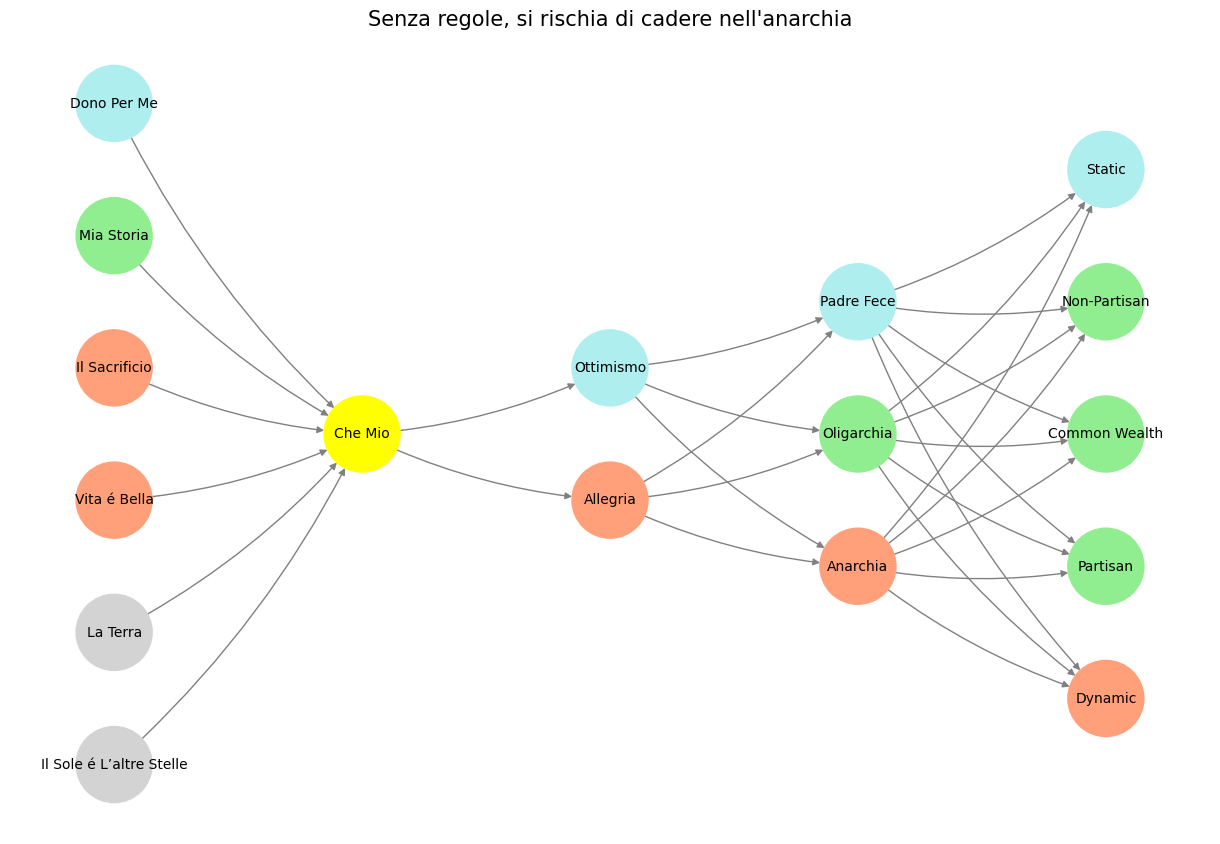 Senza regole, si rischia di cadere nell'anarchia
Dono Per Me
Mia Storia
Il Sacrificio
Vita é Bella
La Terra
Il Sole é L’altre Stelle
Che Mio
Ottimismo
Allegria
Padre Fece
Oligarchia
Anarchia
Static
Non-Partisan
Common Wealth
Partisan
Dynamic